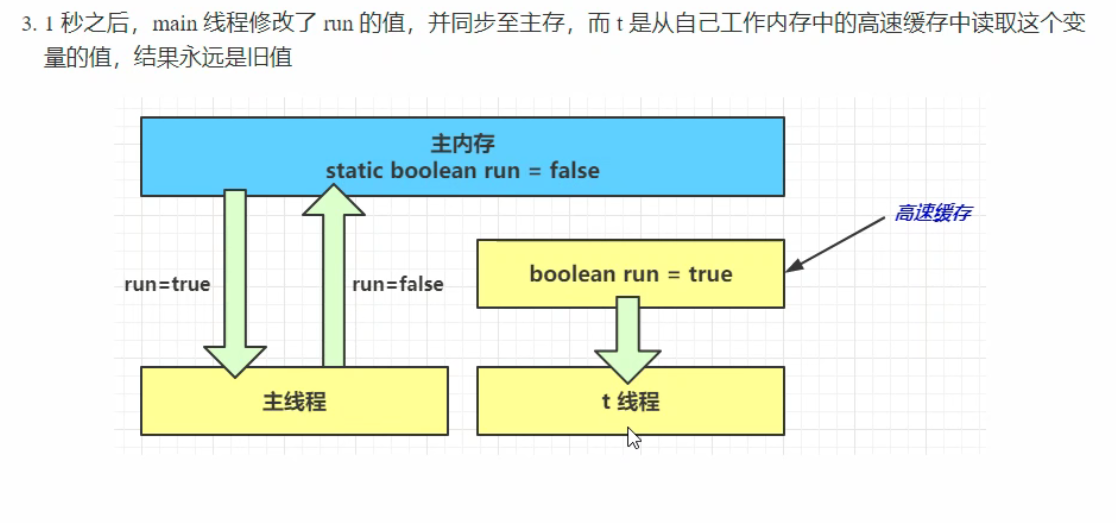 3. 1 秒之后，main 线程修改了 run 的值，并同步至主存，而 t 是从自己工作内存中的高速缓存中读取这个变
量的值，结果永远是旧值
主内存
static boolean run = false
高速缓存
run=true
run=false
boolean run = true
主线程
t 线程